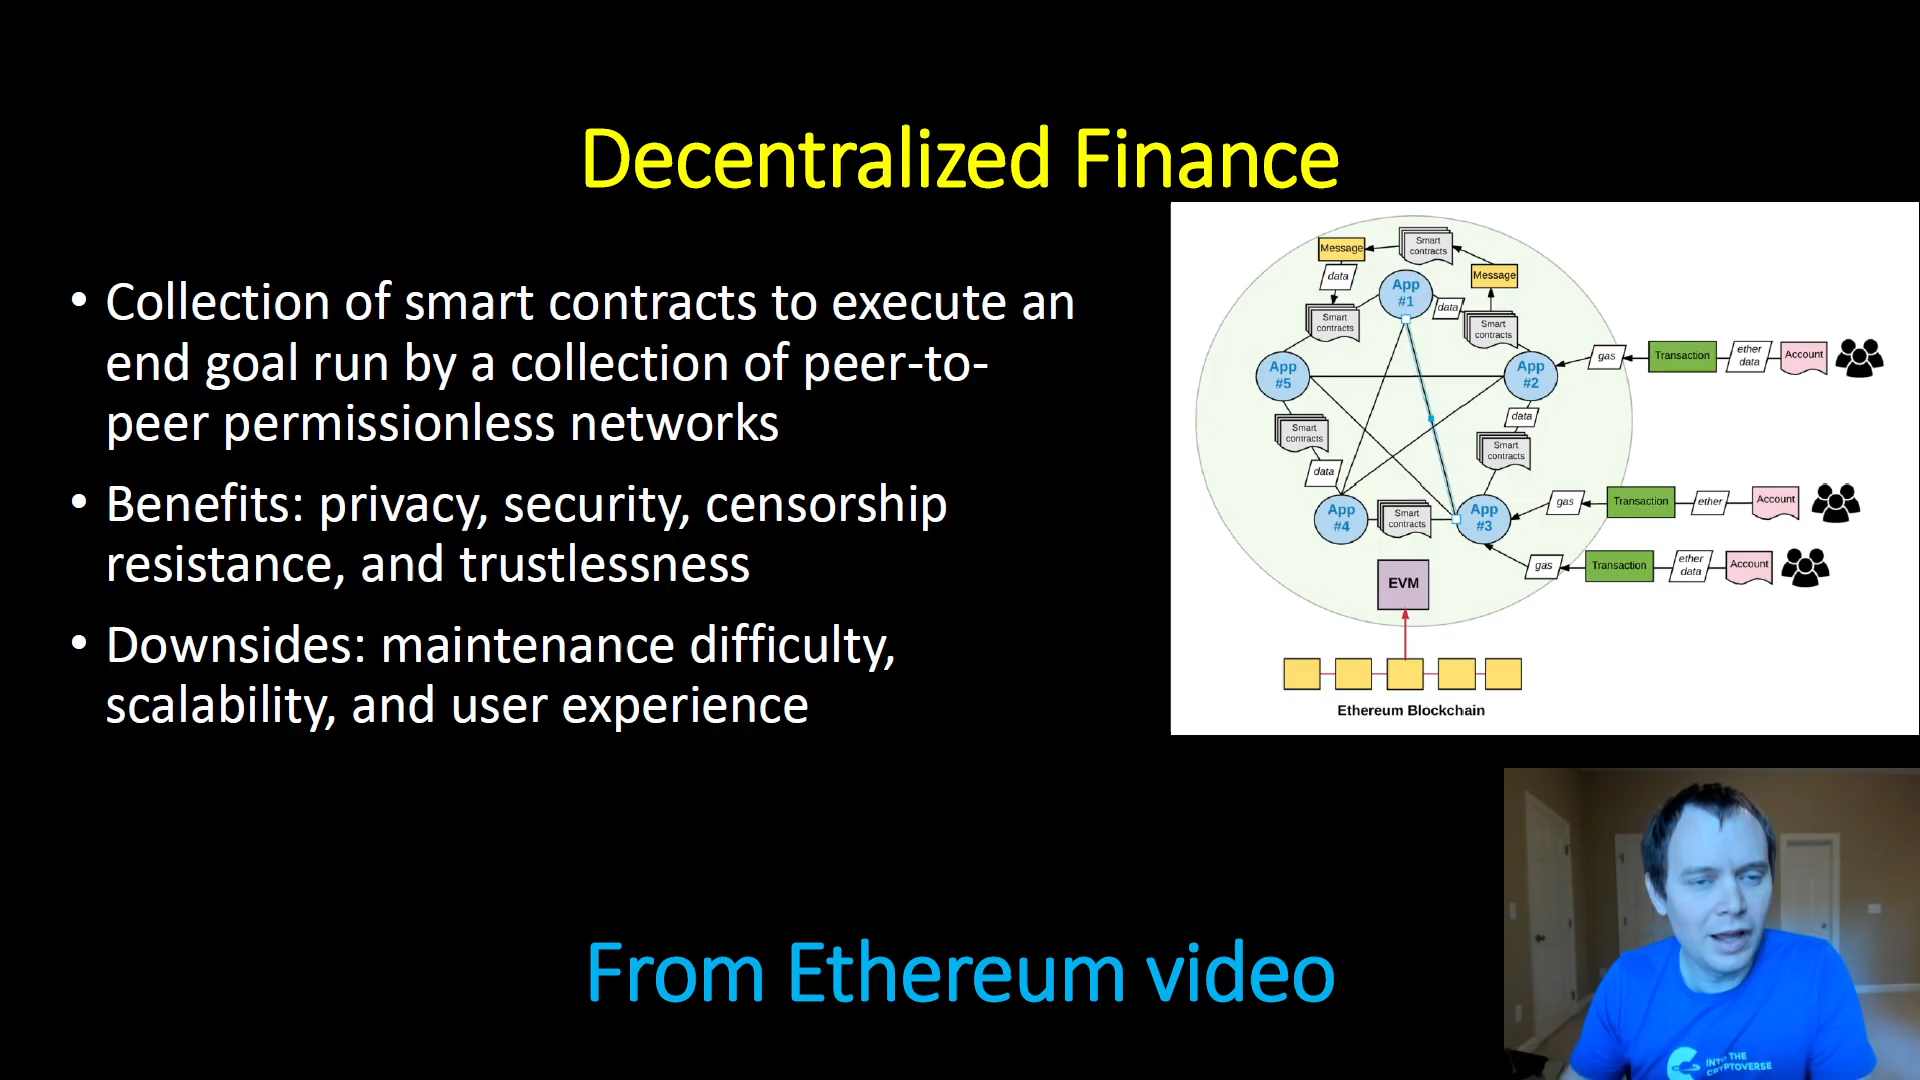 Decentralized Finance
• Collection of smart contracts to execute an
end goal run by a collection of peer-to-
peer permissionless networks
• Benefits: privacy, security, censorship
resistance, and trustlessness
• Downsides: maintenance difficulty,
scalability, and user experience
Message
Smart
contracts
data
Message
App
#1
data
Smart
contracts
Smart
contracts
App
#5
App
#2
gas
Transaction
ether
data
Account
Smart
contracts
data
data
Smart
contracts
App
#4
Smart
contracts
App
#3
gas
Transaction
ether
Account
gas
Transaction
ether
data
Account
EVM
Ethereum Blockchain
From Ethereum video
INTO THE
CRYPTOVERSE